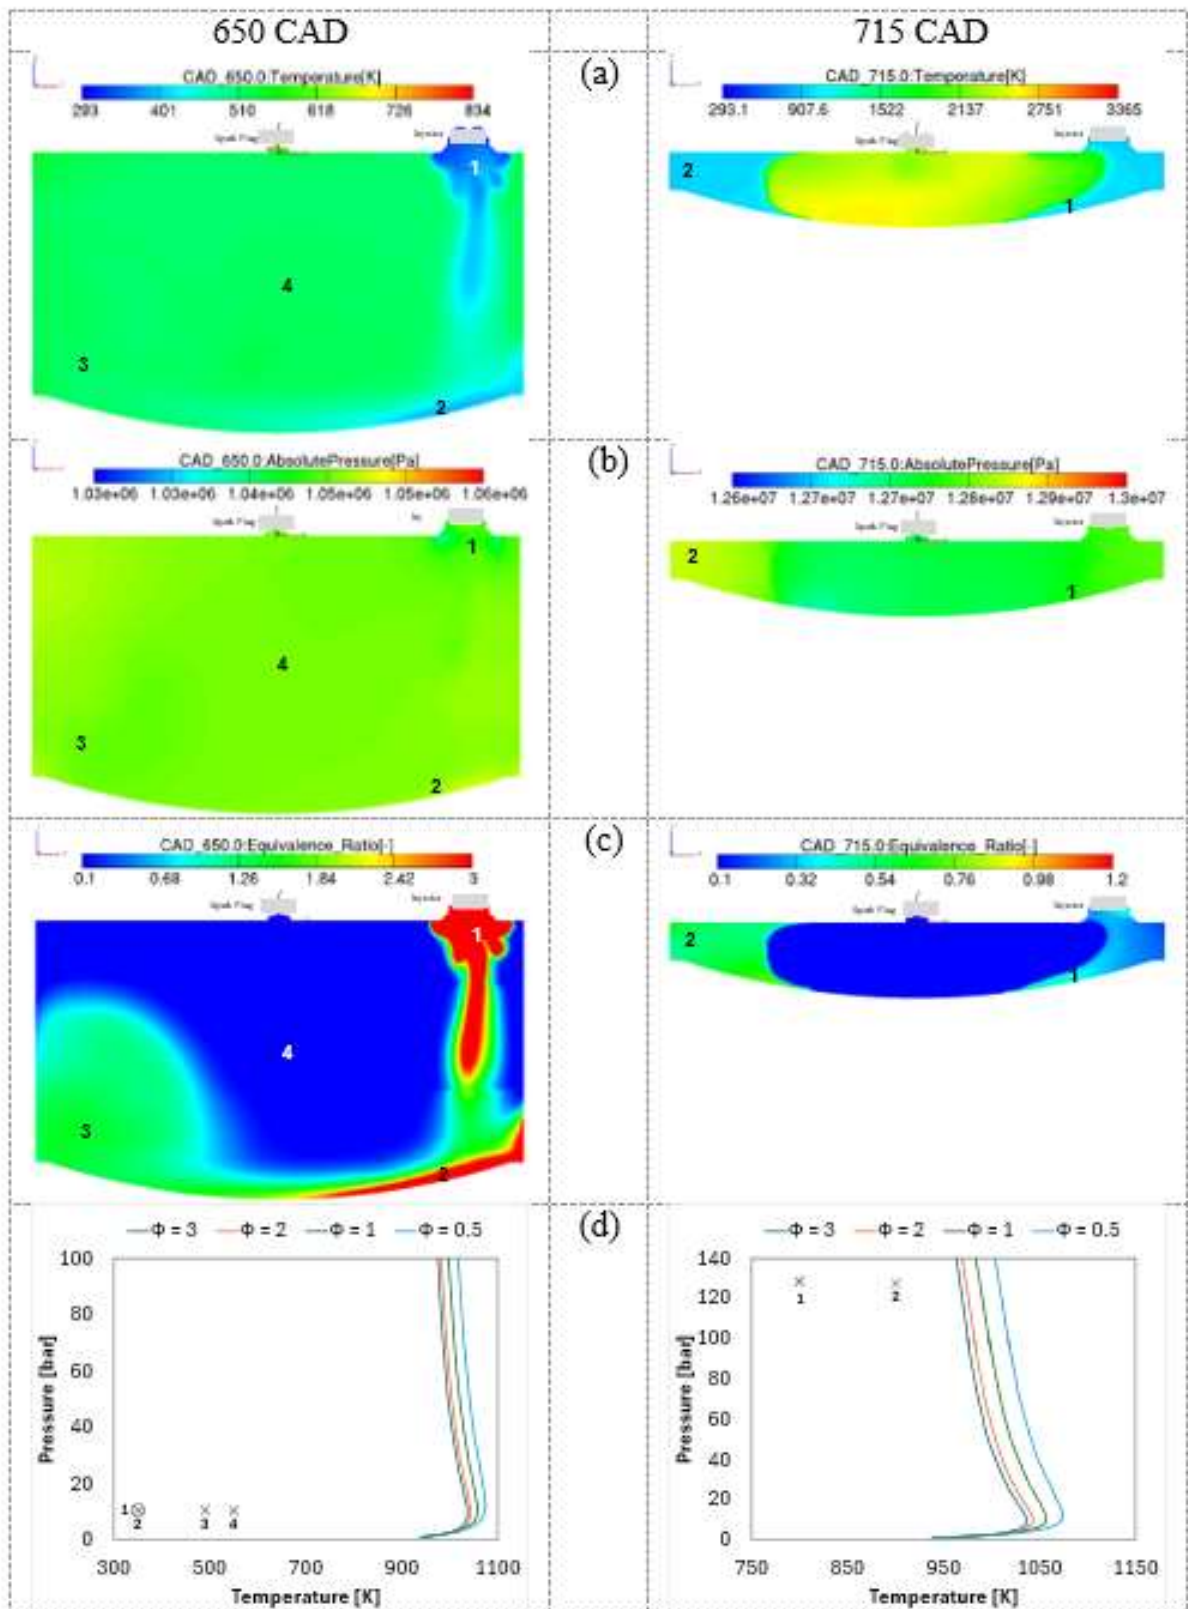 650 CAD 715 CAD
(a)
CAD_650.0:Temperature[K]
293 401 510 618 726 834
Spark Plug
Injector
1
4
3
2
CAD_715.0:Temporature[K]
293.1 907.6 1522 2137 2751 3365
Spark Plug
Injector
2
1
(b)
CAD_650.0:AbsolutePressure[Pa]
1.03e+06 1.03e+06 1.04e+06 1.05e+06 1.05e+06 1.06e+06
Spark Plug
1
4
3
2
CAD_715.0:AbsolutePressure[Pa]
1.26e+07 1.27e+07 1.27e+07 1.28e+07 1.29e+07 1.3e+07
Spark Plug
Injector
2
1
(c)
CAD_650.0:Equivalence_Ratio[-]
0.1 0.68 1.26 1.84 2.42 3
Spark Plug
Injector
1
4
3
2
CAD_715.0:Equivalence_Ratio[-]
0.1 0.32 0.54 0.76 0.98 1.2
Spark Plug
Injector
2
1
(d)
Φ = 3 Φ = 2 Φ = 1 Φ = 0.5
100
80
60
40
20
0
Pressure [bar]
1
2
3
4
300 500 700 900 1100
Temperature [K]
Φ = 3 Φ = 2 Φ = 1 Φ = 0.5
140
120
100
80
60
40
20
0
Pressure [bar]
1
2
750 850 950 1050 1150
Temperature [K]